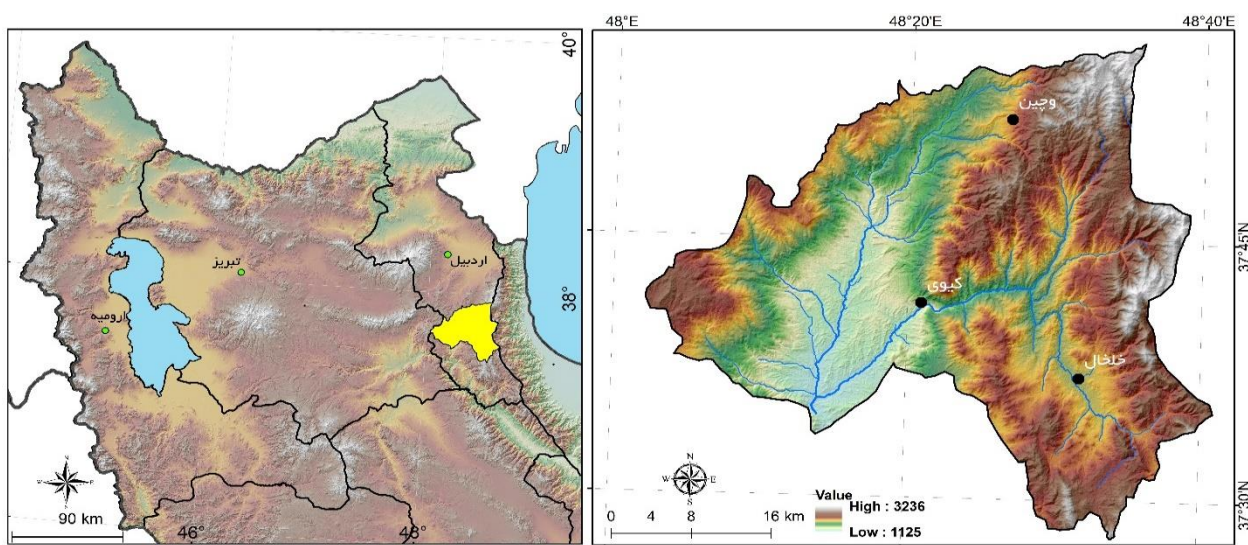 40°
38°
تبریز
اردبیل
ارومیه
N
W
E
S
90 km
46°
48°
48°E
48°20'E
48°40'E
37°45'N
37°30'N
وچین
کیوی
خلخال
N
W
E
S
0 4 8 16 km
Value
High : 3236
Low : 1125